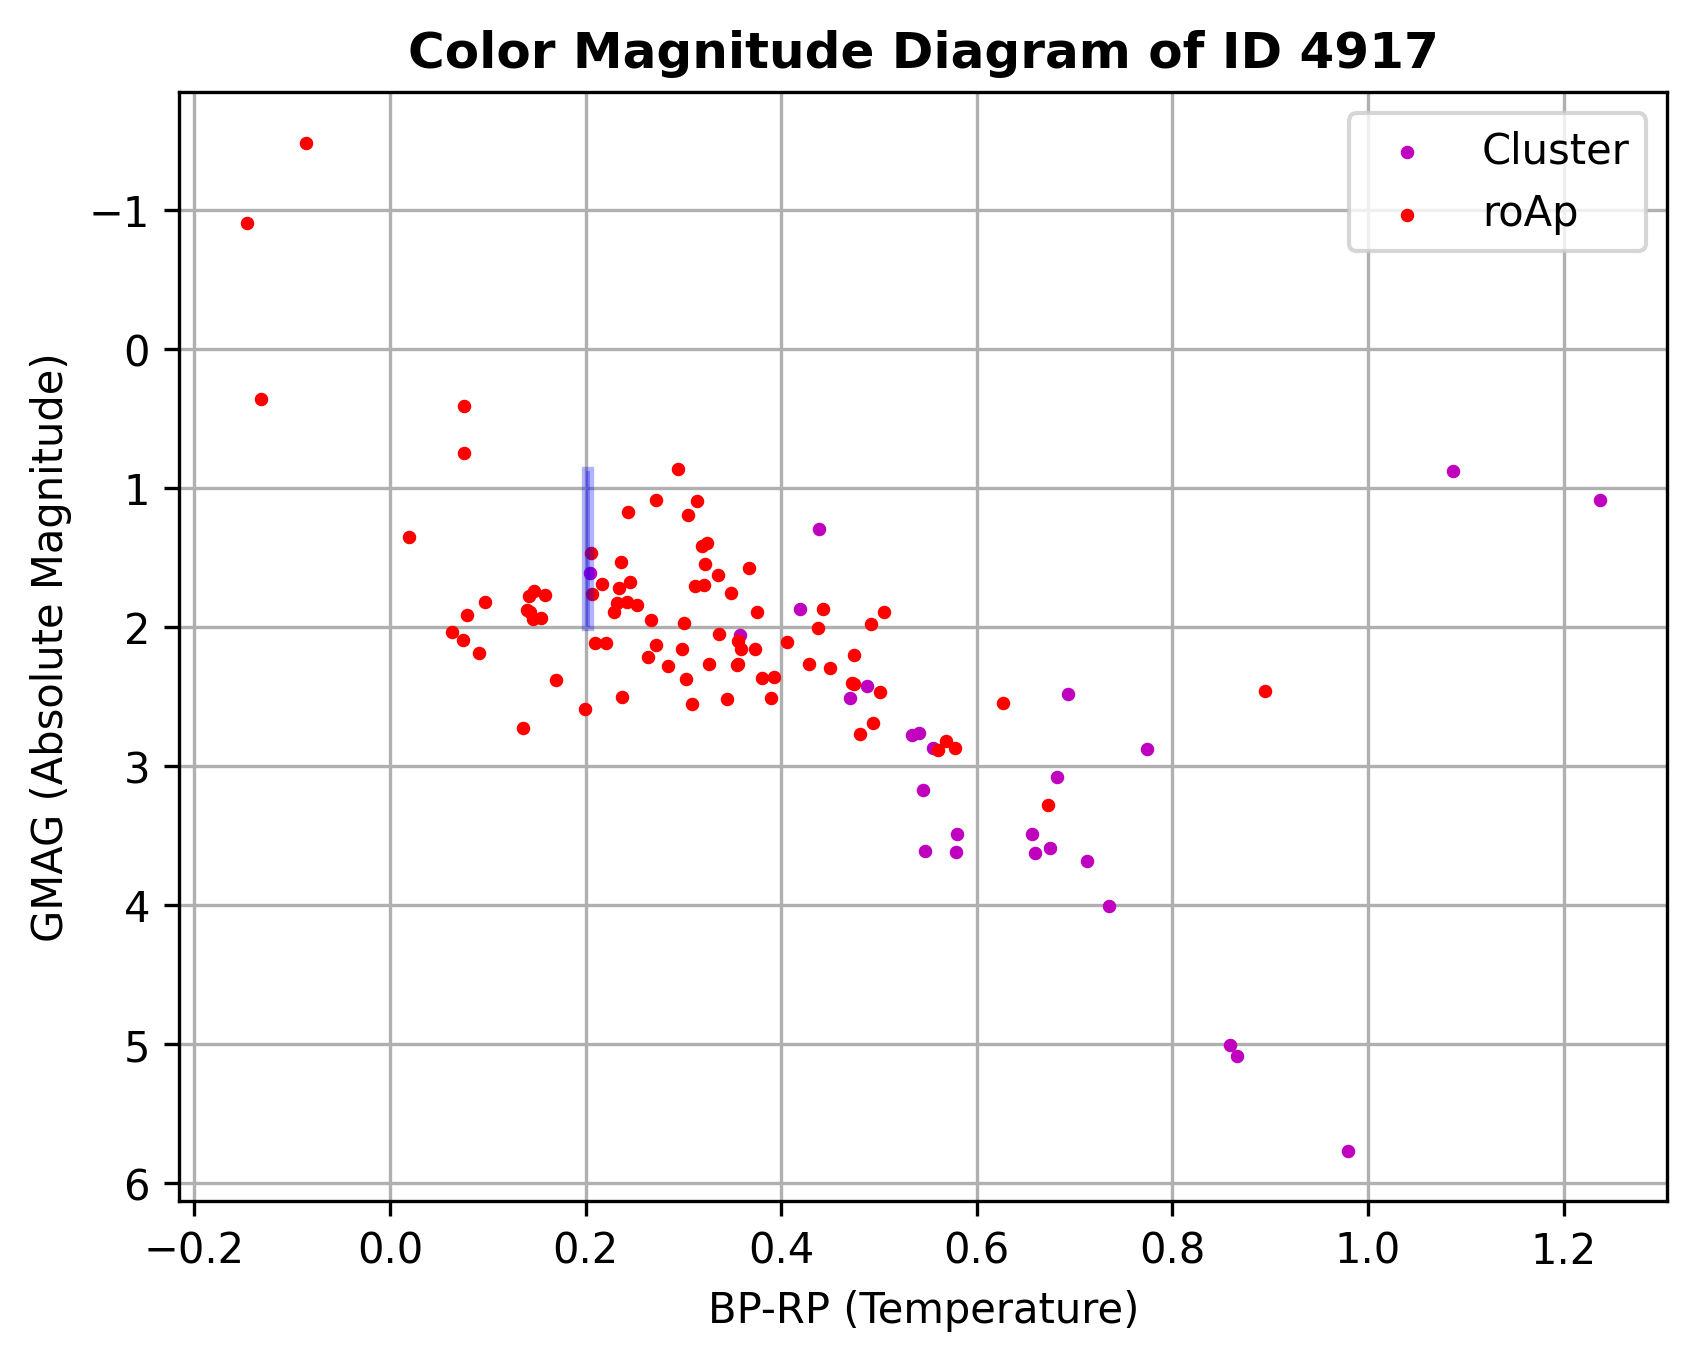 Color Magnitude Diagram of ID 4917
Cluster
roAp
GMAG (Absolute Magnitude)
−1
0
1
2
3
4
5
6
−0.2 0.0 0.2 0.4 0.6 0.8 1.0 1.2
BP-RP (Temperature)